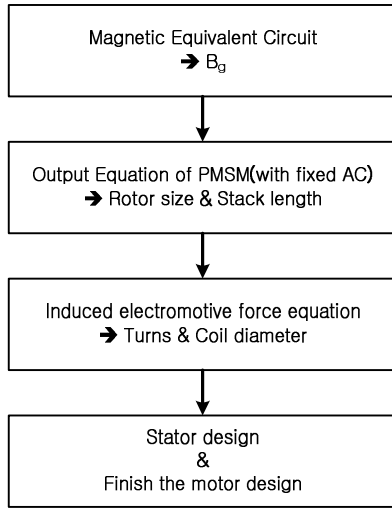 Magnetic Equivalent Circuit
➔ Bg
Output Equation of PMSM(with fixed AC)
➔ Rotor size & Stack length
Induced electromotive force equation
➔ Turns & Coil diameter
Stator design
&
Finish the motor design